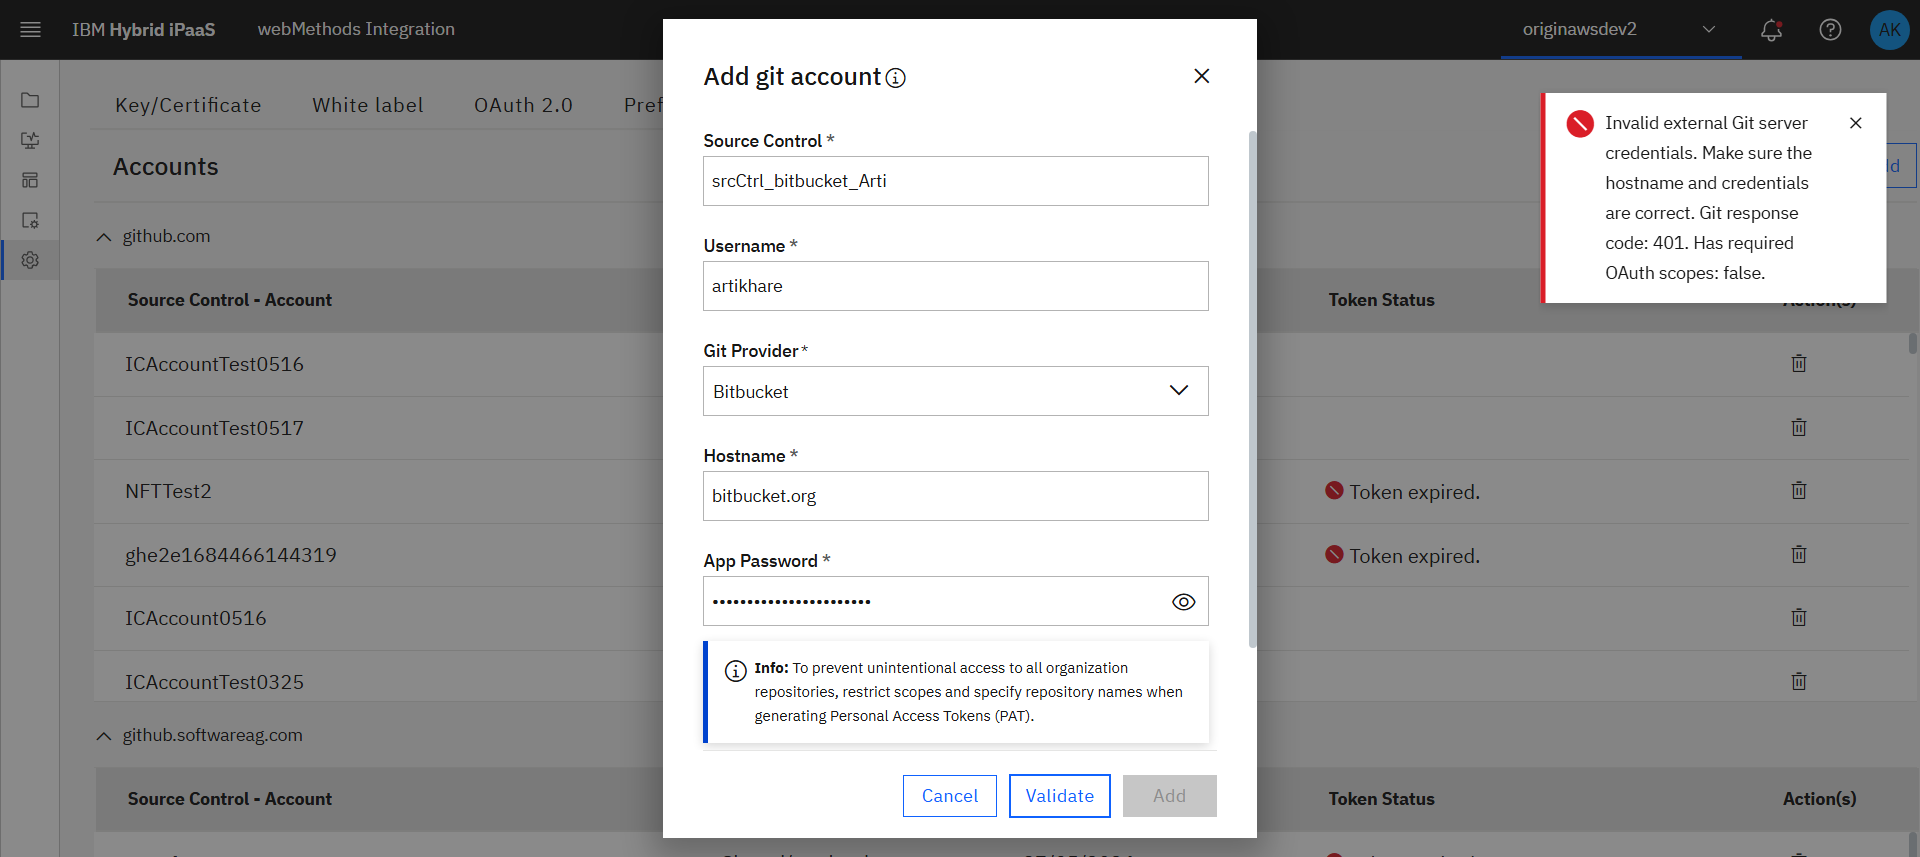 IBM Hybrid iPaaS
webMethods Integration
originawsdev2
AK
Key/Certificate
White label
OAuth 2.0
Pref
Accounts
github.com
Source Control - Account
Token Status
Action(s)
ICAccountTest0516
ICAccountTest0517
NFTTest2
Token expired.
ghe2e1684466144319
Token expired.
ICAccount0516
ICAccountTest0325
github.softwareag.com
Source Control - Account
Token Status
Action(s)
Add git account
Source Control *
srcCtrl_bitbucket_Arti
Username *
artikhare
Git Provider*
Bitbucket
Hostname *
bitbucket.org
App Password *
•••••••••••••••••••••••
Info: To prevent unintentional access to all organization
repositories, restrict scopes and specify repository names when
generating Personal Access Tokens (PAT).
Cancel
Validate
Add
Invalid external Git server
credentials. Make sure the
hostname and credentials
are correct. Git response
code: 401. Has required
OAuth scopes: false.